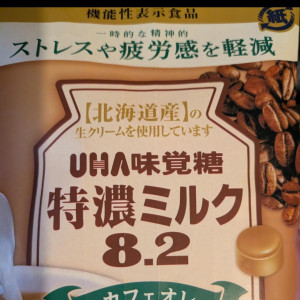 機能性表示食品
紙
一時的な精神的
ストレスや疲労感を軽減
【北海道産】の
生クリームを使用しています
UHA味覚糖
特濃ミルク
8.2
カフェオレ